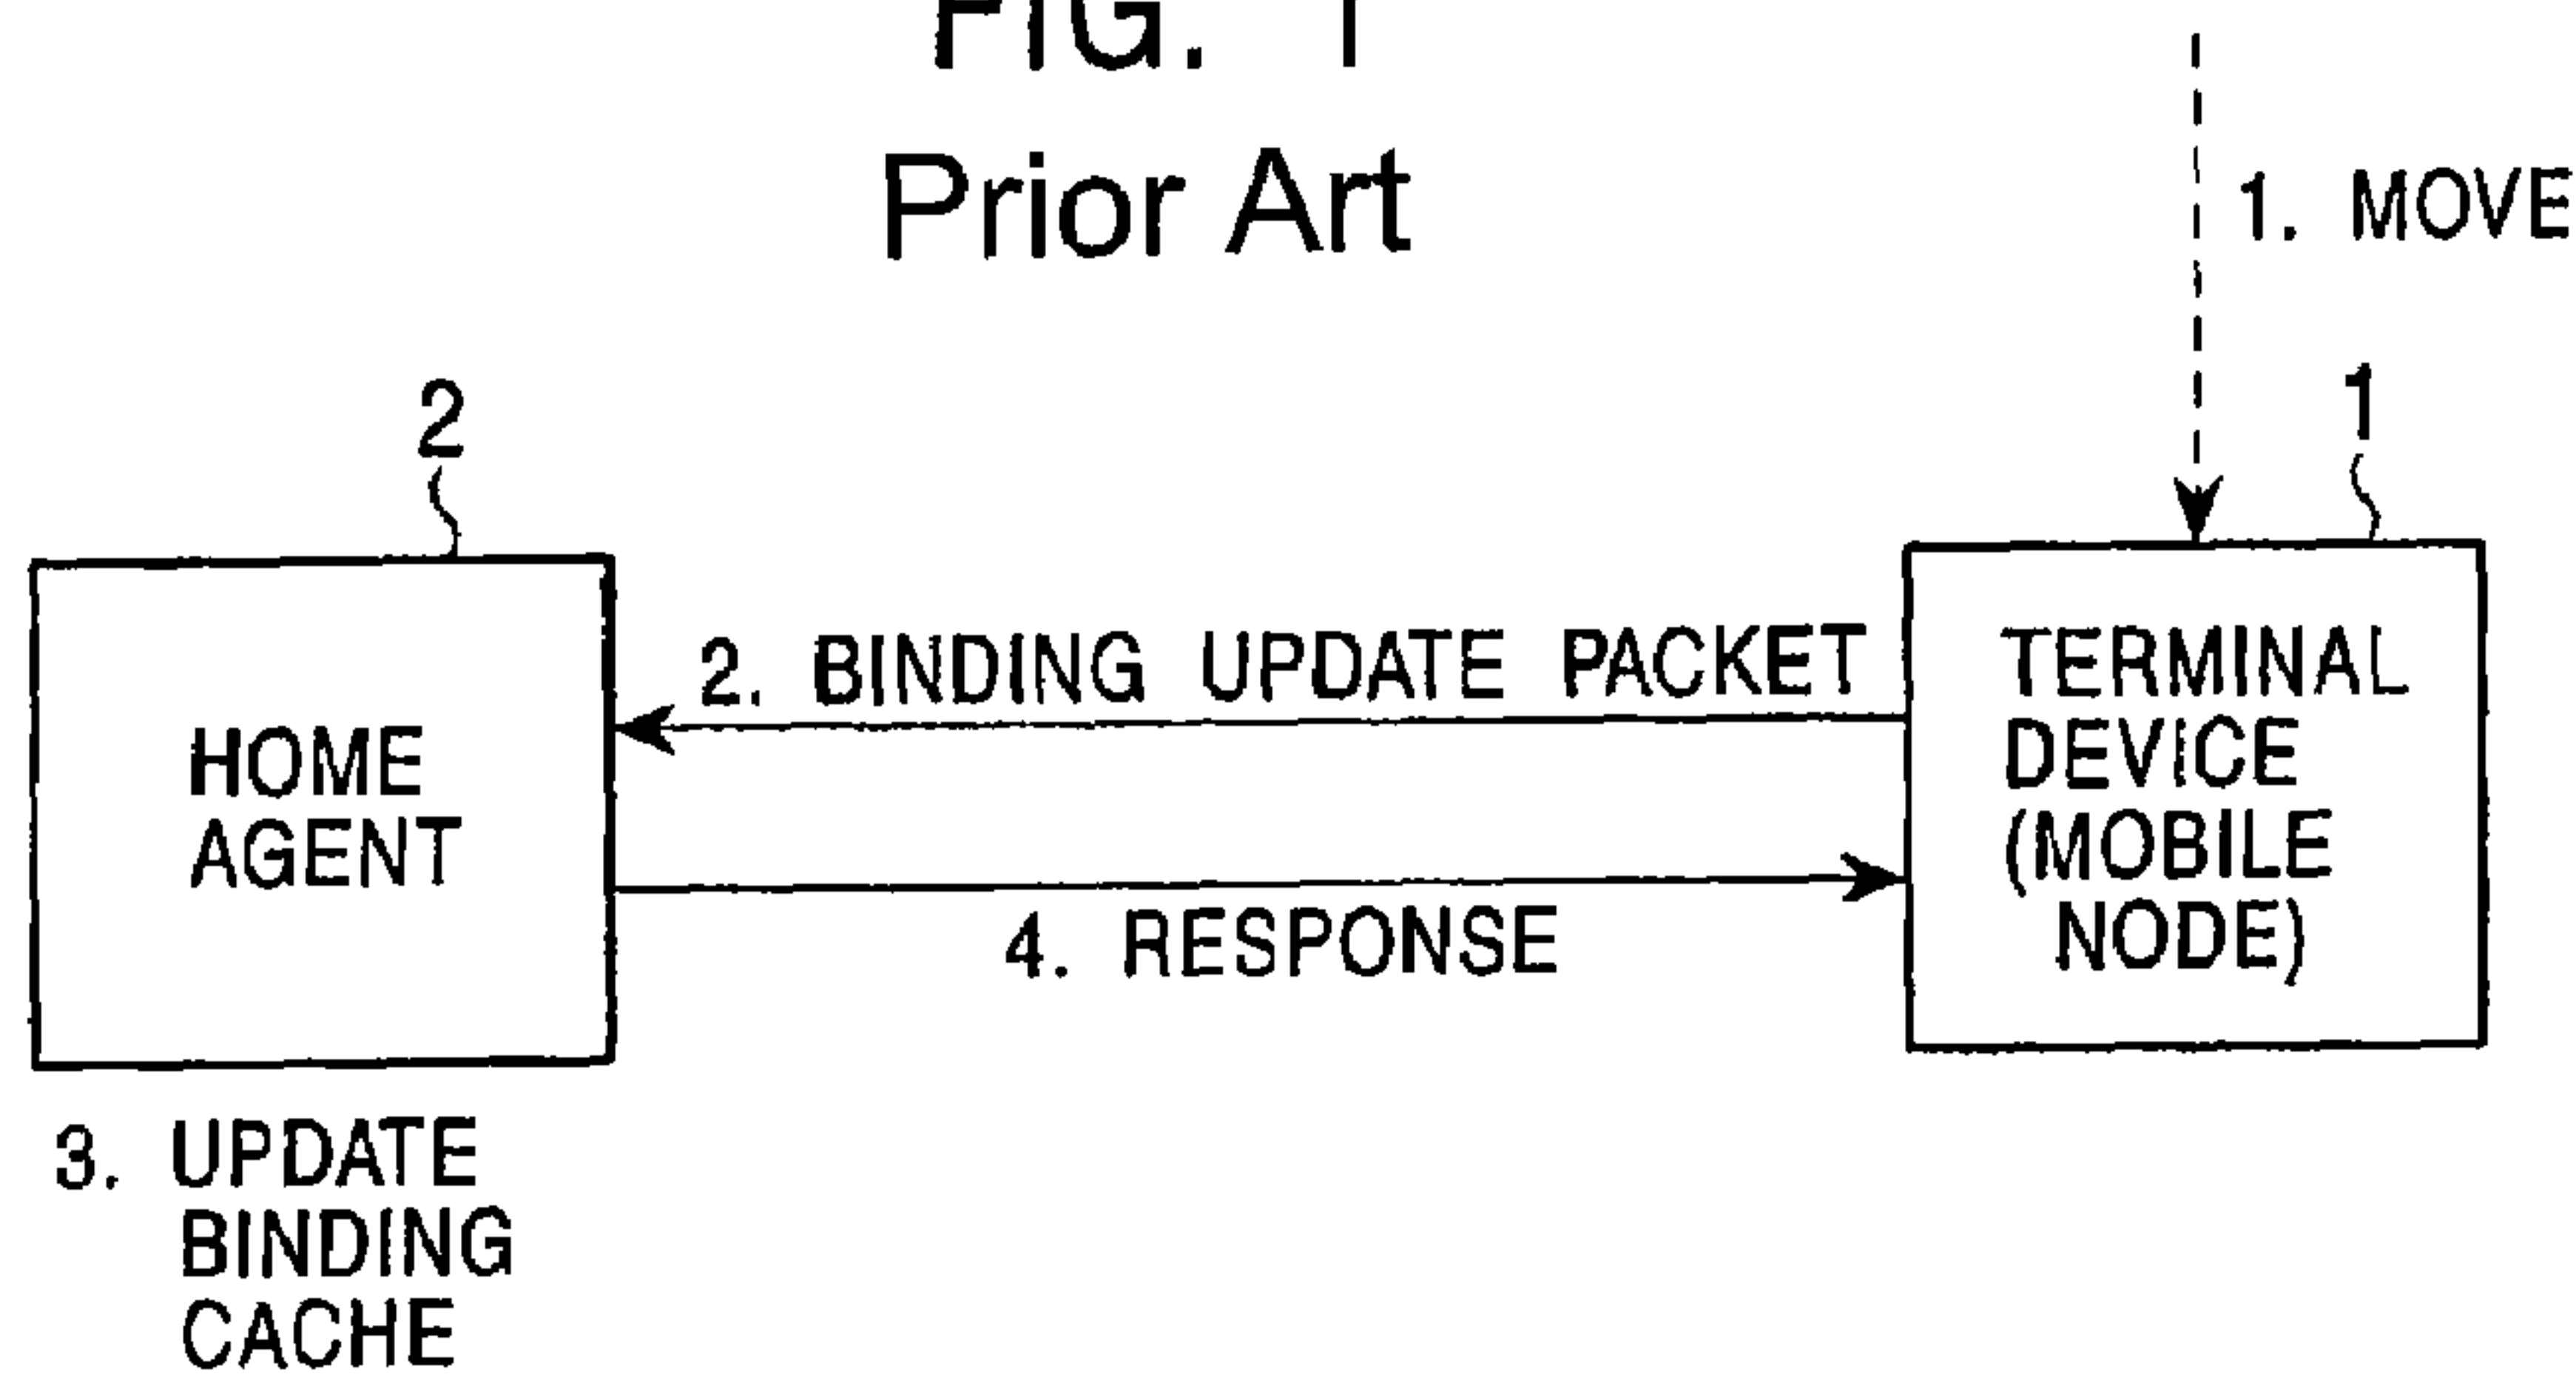 FIG. 1
Prior Art
1. MOVE
2
1
2. BINDING UPDATE PACKET
HOME
AGENT
TERMINAL
DEVICE
(MOBILE
NODE)
4. RESPONSE
3. UPDATE
BINDING
CACHE